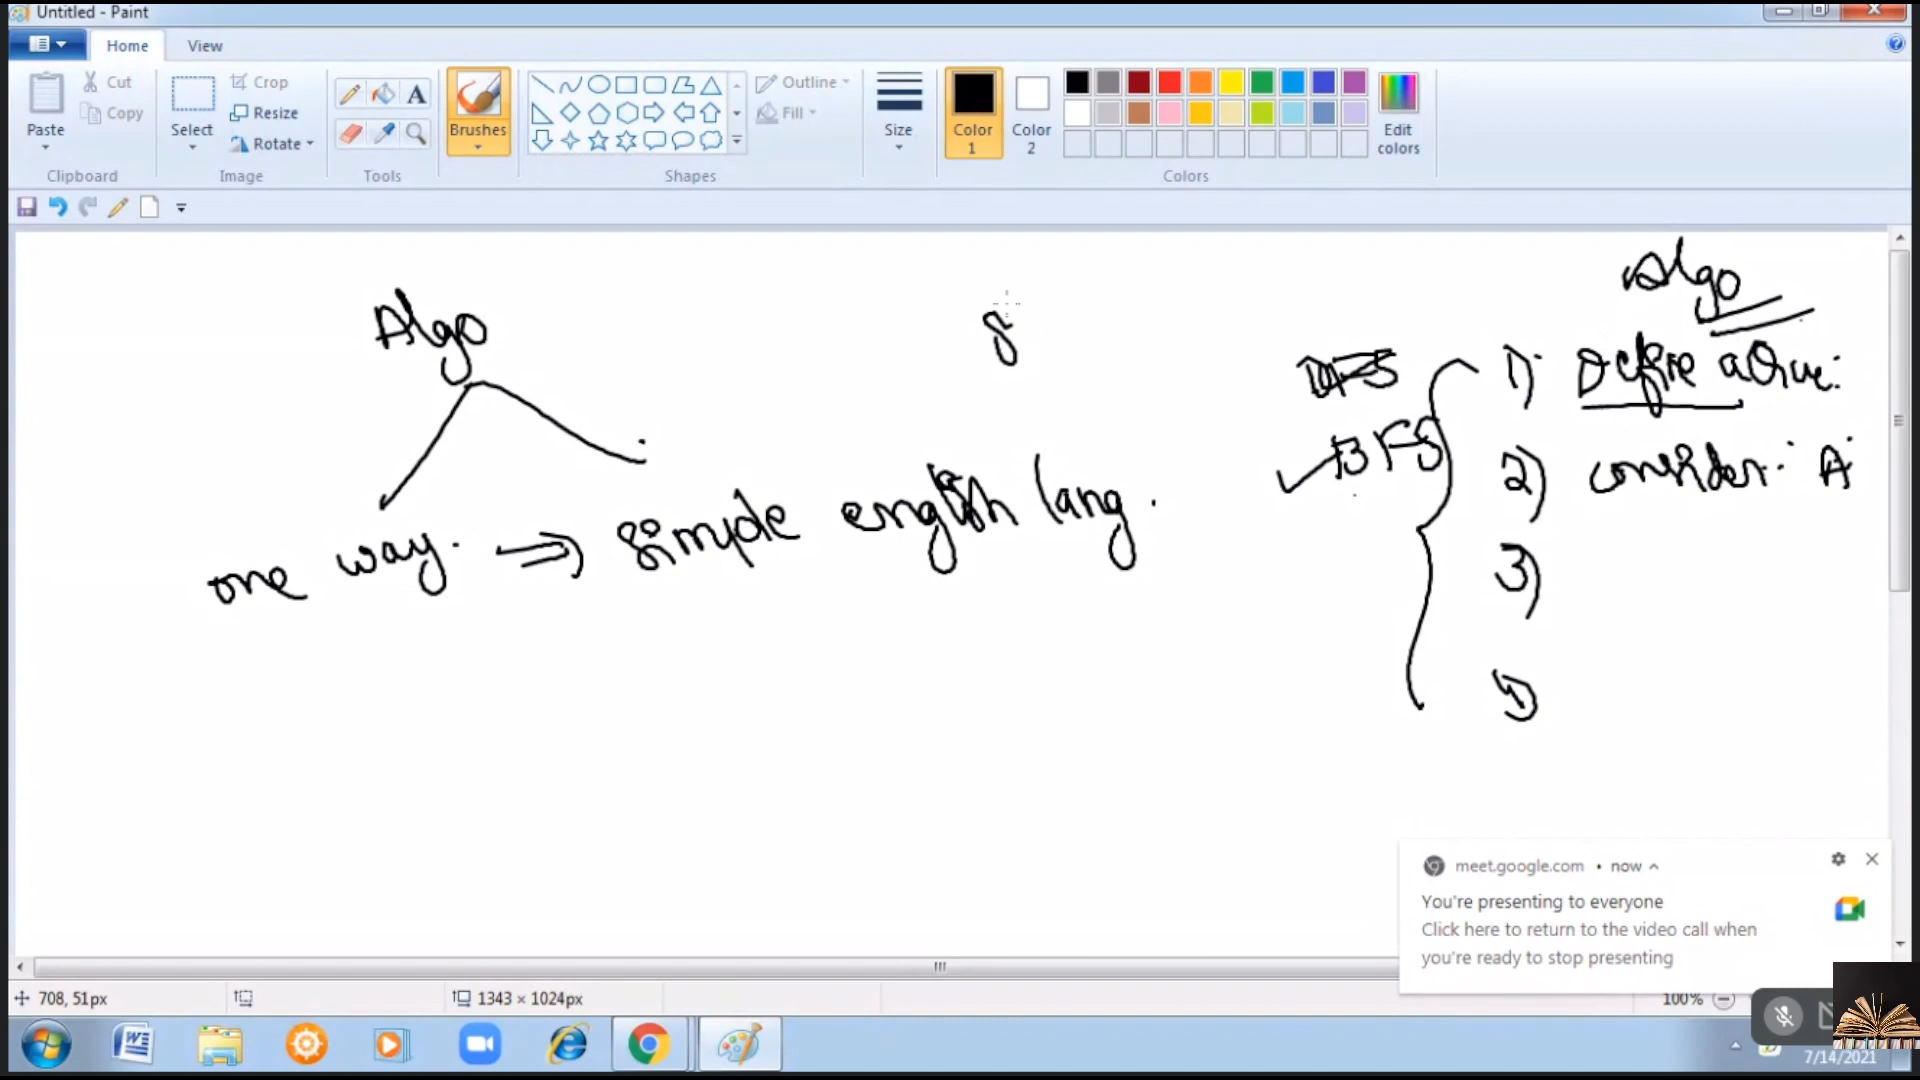 Untitled - Paint
Home View
Paste
Cut
Copy
Clipboard
Select
Crop
Resize
Rotate
Image
Tools
Brushes
Shapes
Outline
Fill
Size
Color 1
Color 2
Edit colors
Colors
Algo
one way. ⇒ simple english lang.
8
Algo
DFS
✓ BFS
1) Define
2) consider: A
3)
meet.google.com • now
You're presenting to everyone
Click here to return to the video call when
you're ready to stop presenting
708, 51px
1343 × 1024px
100%
7/14/2021